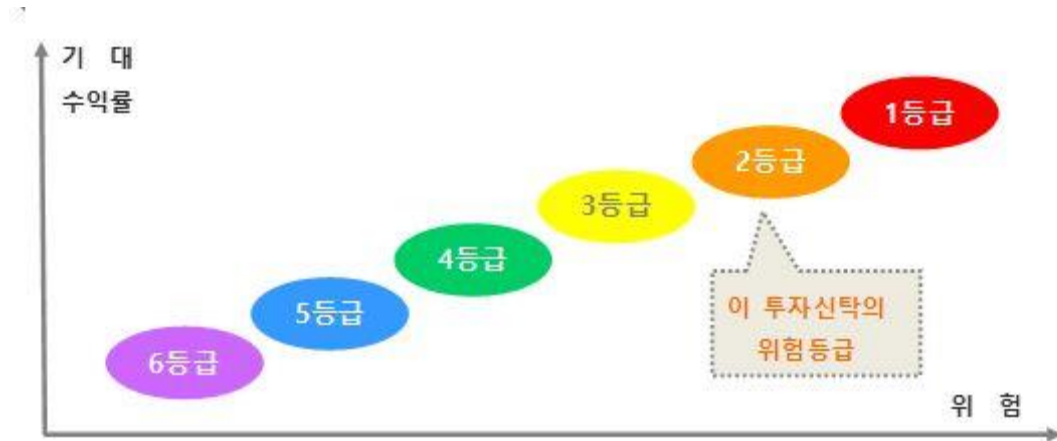 기 대
수익률
1등급
2등급
3등급
4등급
5등급
6등급
이 투자신탁의
위험등급
위 험